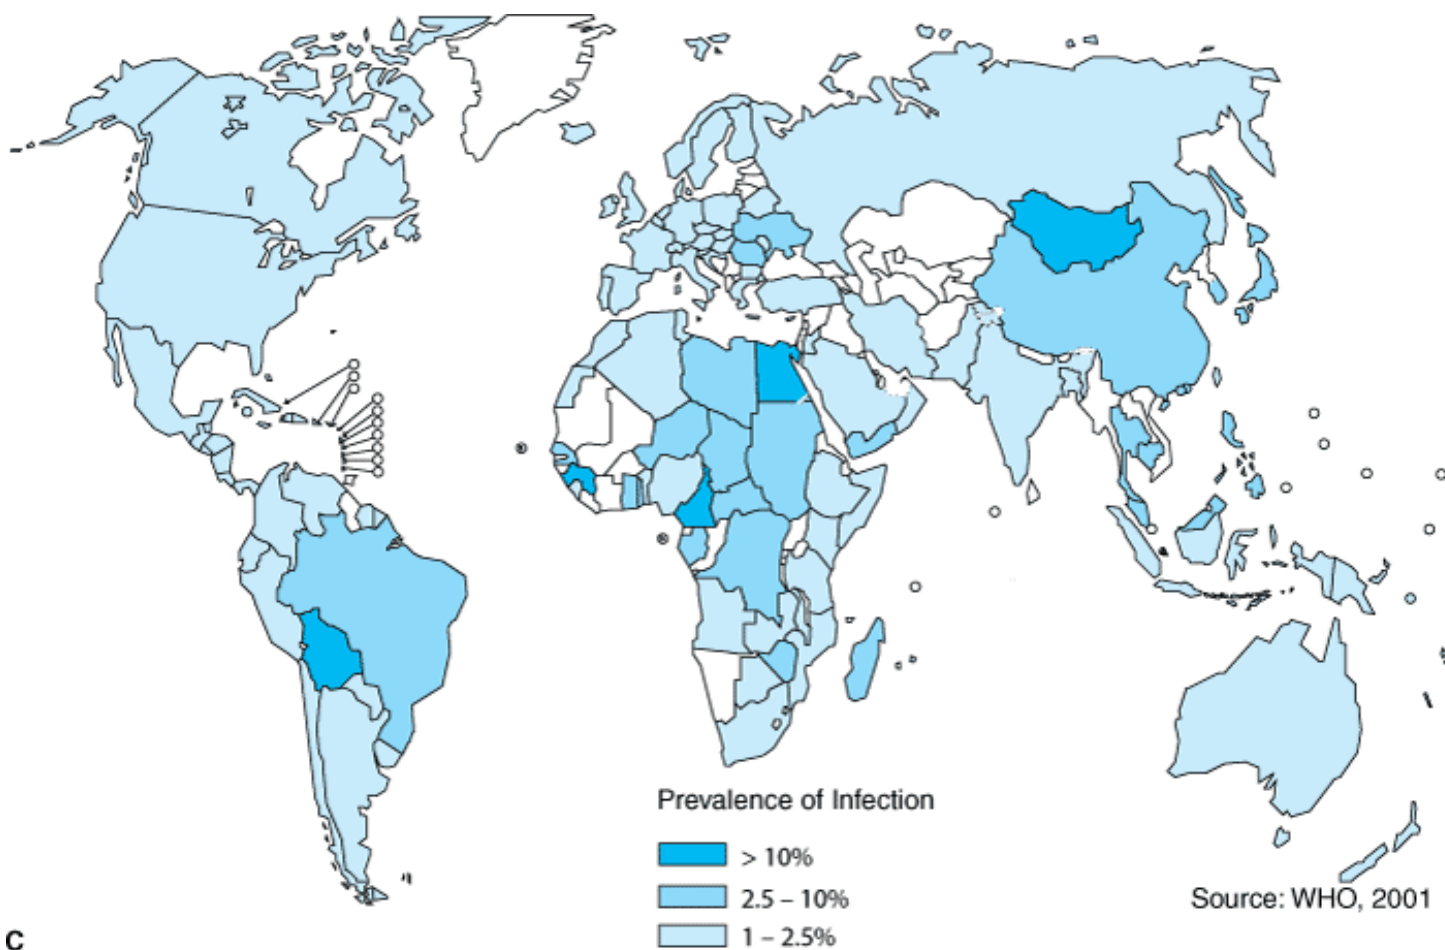 Prevalence of Infection
> 10%
2.5 – 10%
1 – 2.5%
Source: WHO, 2001
C